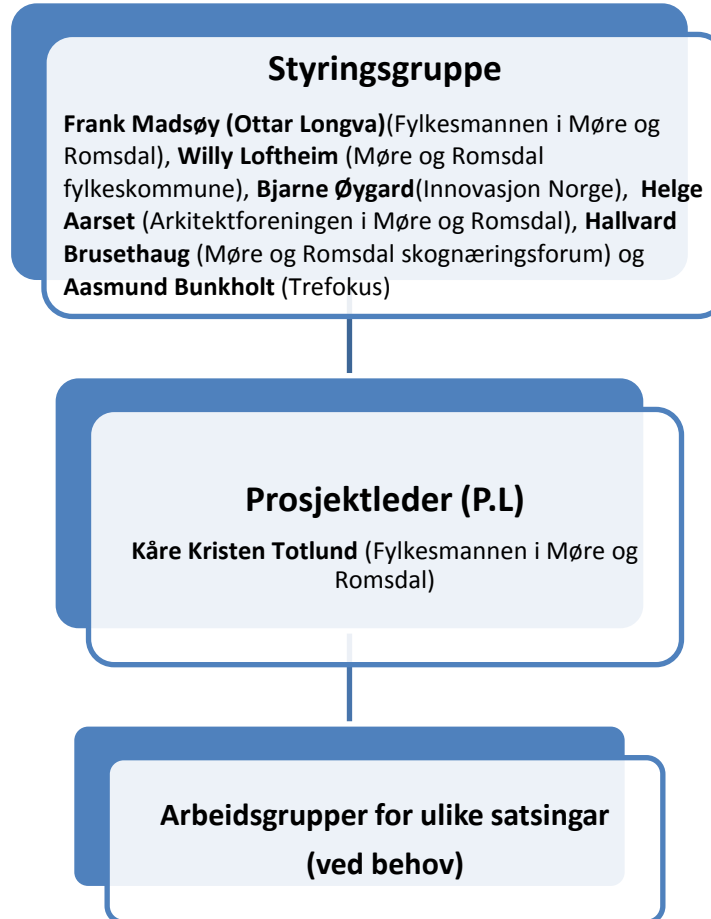 Styringsgruppe
Frank Madsøy (Ottar Longva)(Fylkesmannen i Møre og
Romsdal), Willy Loftheim (Møre og Romsdal
fylkeskommune), Bjarne Øygard(Innovasjon Norge), Helge
Aarset (Arkitektforeningen i Møre og Romsdal), Hallvard
Brusethaug (Møre og Romsdal skognæringsforum) og
Aasmund Bunkholt (Trefokus)
Prosjektleder (P.L)
Kåre Kristen Totlund (Fylkesmannen i Møre og
Romsdal)
Arbeidsgrupper for ulike satsingar
(ved behov)